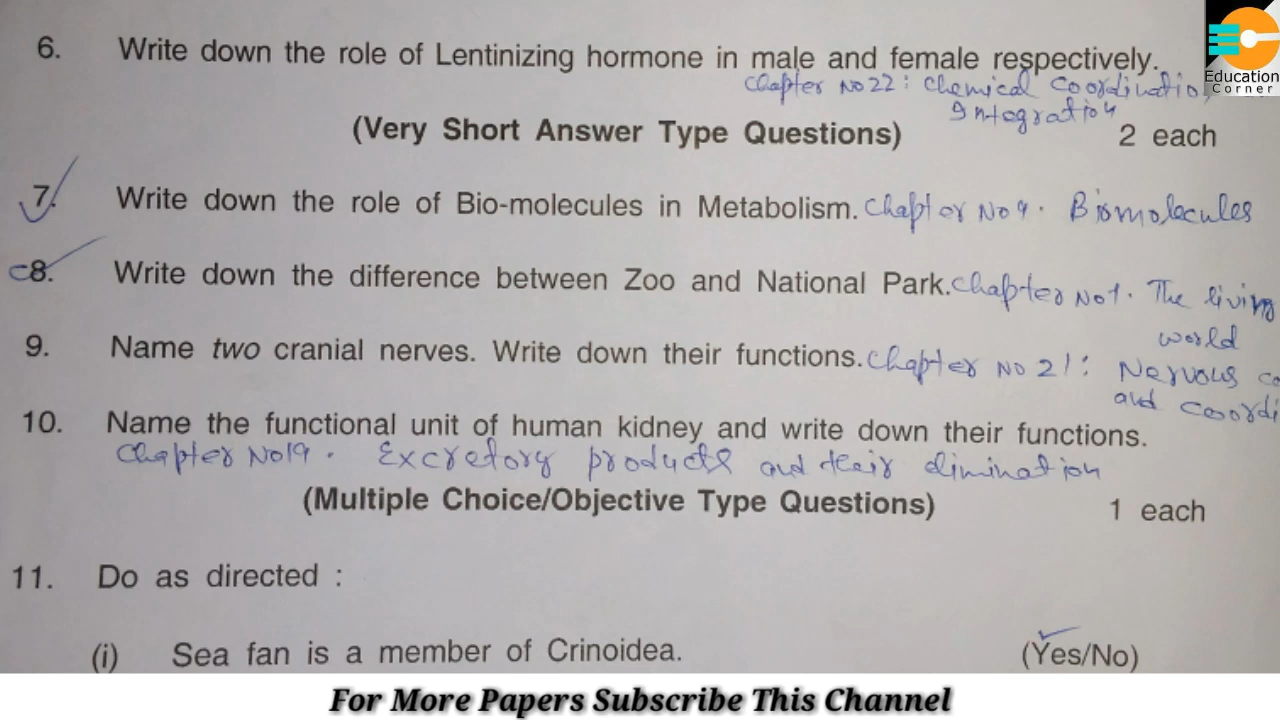 Education
Corner
6. Write down the role of Lentinizing hormone in male and female respectively.
Chapter No 22: Chemical Coordination
Integration
(Very Short Answer Type Questions) 2 each
7. Write down the role of Bio-molecules in Metabolism. Chapter No 9. Biomolecules
8. Write down the difference between Zoo and National Park. Chapter No 1. The living
world
9. Name two cranial nerves. Write down their functions. Chapter No 21: Nervous co
and coordi
10. Name the functional unit of human kidney and write down their functions.
Chapter No 19. Excretory products and their elimination
(Multiple Choice/Objective Type Questions) 1 each
11. Do as directed :
(i) Sea fan is a member of Crinoidea. (Yes/No)
For More Papers Subscribe This Channel